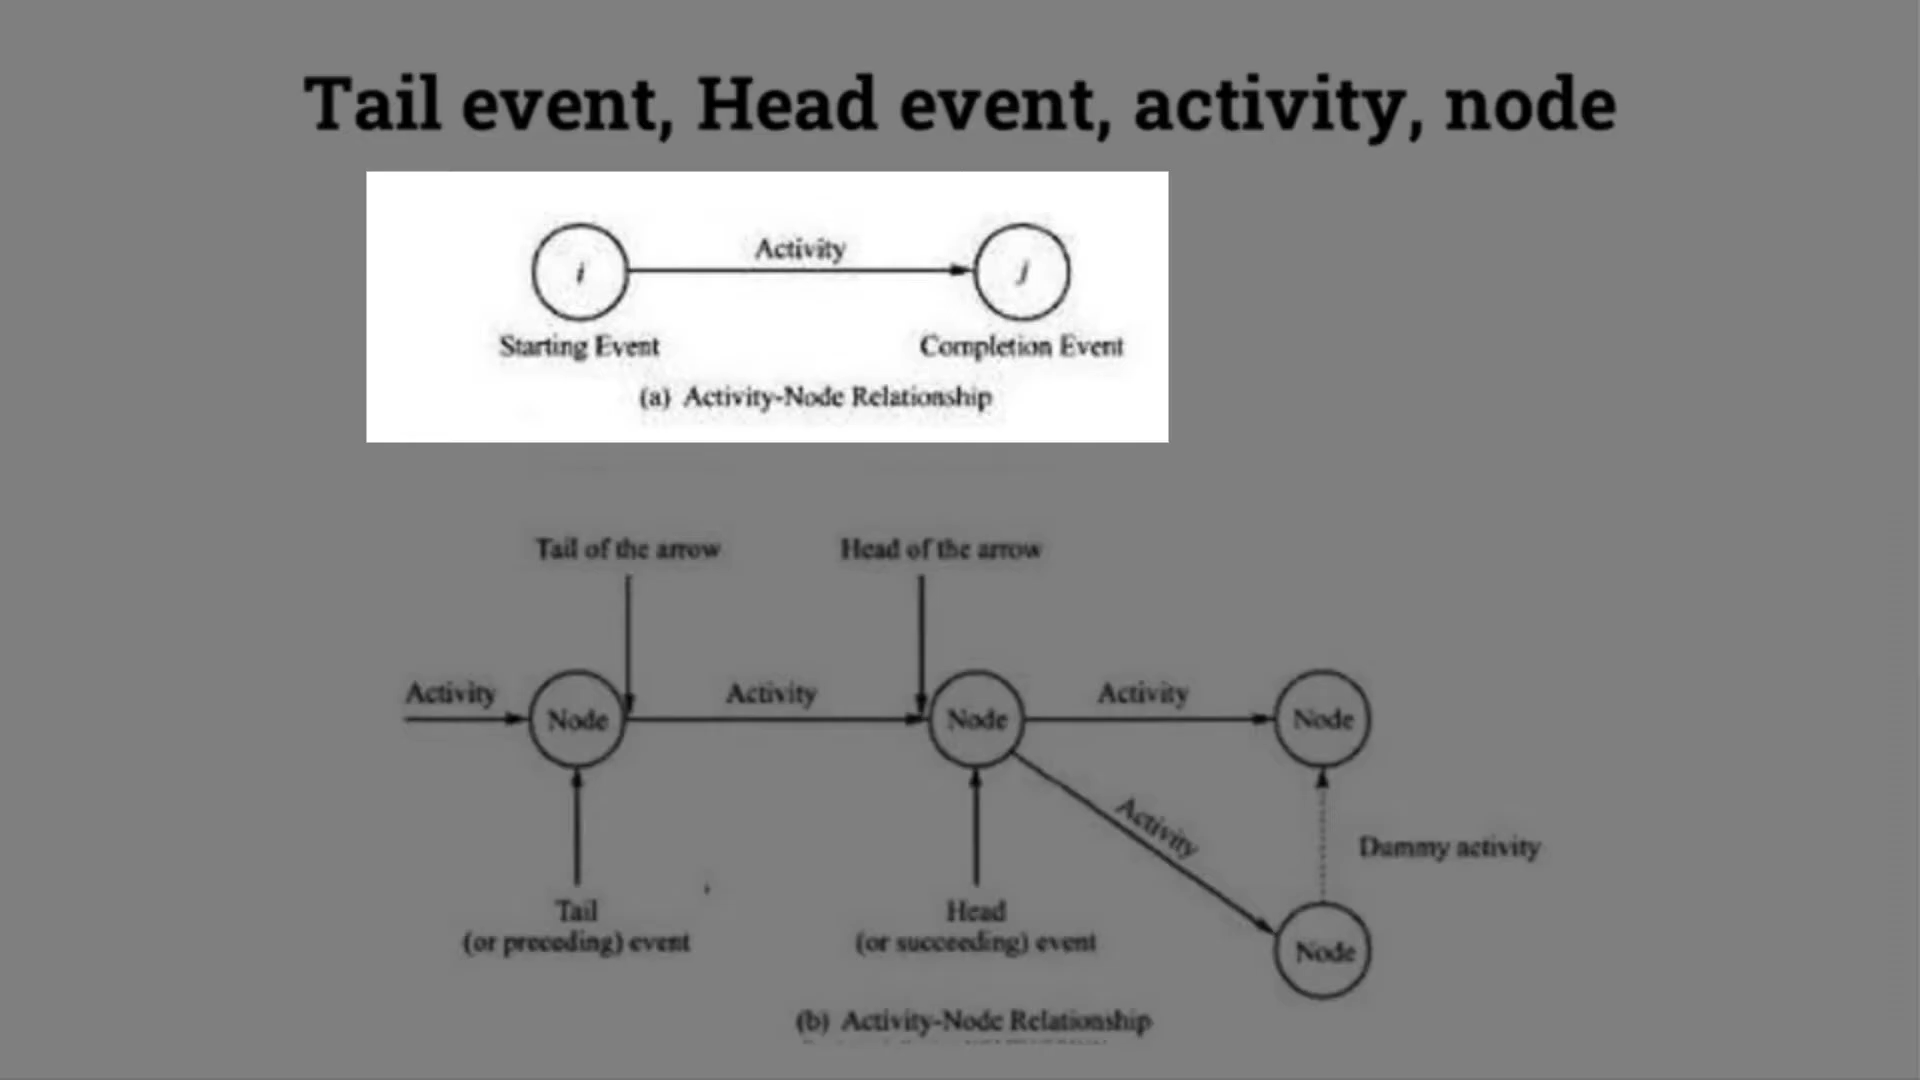 Tail event, Head event, activity, node
Activity
i
j
Starting Event
Completion Event
(a) Activity-Node Relationship
Tail of the arrow
Head of the arrow
Activity
Activity
Activity
Node
Node
Node
Activity
Dummy activity
Tail
(or preceding) event
Head
(or succeeding) event
Node
(b) Activity-Node Relationship